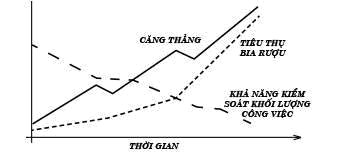 CĂNG THẲNG
TIÊU THỤ
BIA RƯỢU
KHẢ NĂNG KIỂM
SOÁT KHỐI LƯỢNG
CÔNG VIỆC
THỜI GIAN